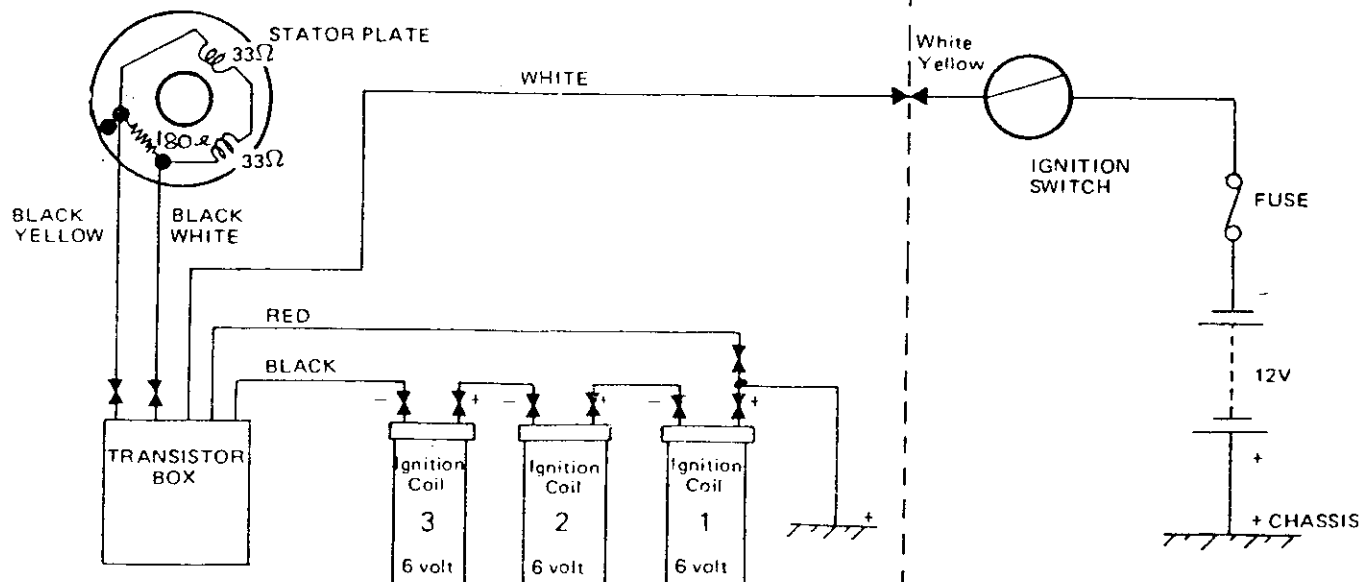 STATOR PLATE
33Ω
180Ω
33Ω
BLACK
YELLOW
BLACK
WHITE
WHITE
White
Yellow
IGNITION
SWITCH
FUSE
-
12V
+
+ CHASSIS
RED
BLACK
- + - + - +
TRANSISTOR
BOX
Ignition
Coil
3
6 volt
Ignition
Coil
2
6 volt
Ignition
Coil
1
6 volt
+